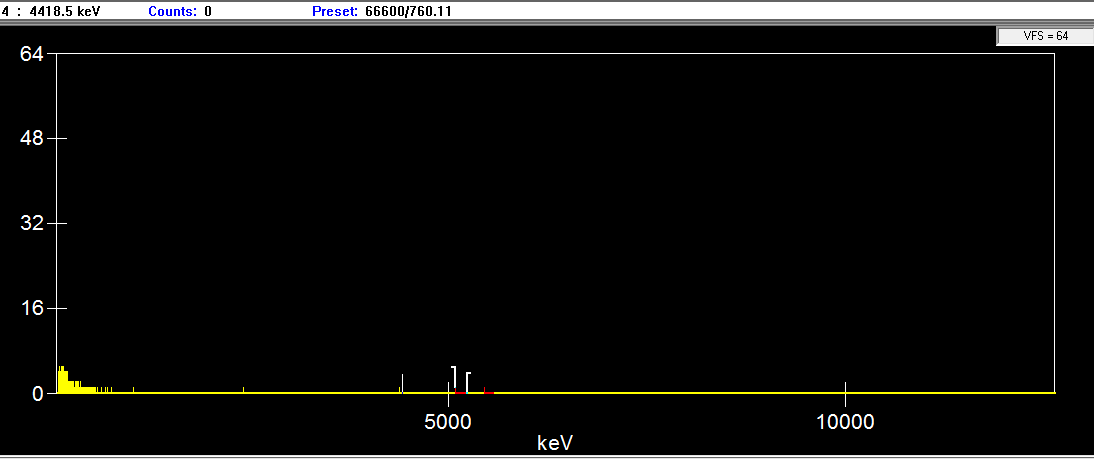 4 : 4418.5 keV Counts: 0 Preset: 66600/760.11
VFS = 64
64
48
32
16
0
5000 10000
keV